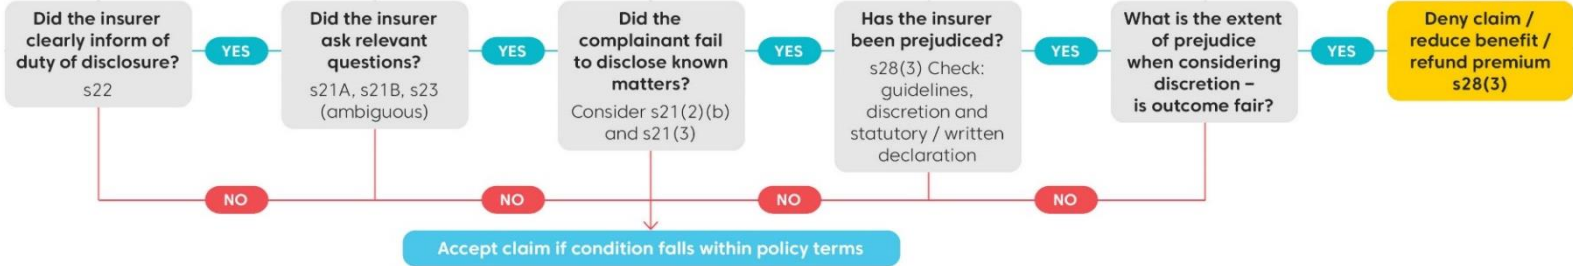 Did the insurer
clearly inform of
duty of disclosure?
s22
YES
Did the insurer
ask relevant
questions?
s21A, s21B, s23
(ambiguous)
YES
Did the
complainant fail
to disclose known
matters?
Consider s21(2)(b)
and s21(3)
YES
Has the insurer
been prejudiced?
s28(3) Check:
guidelines,
discretion and
statutory / written
declaration
YES
What is the extent
of prejudice
when considering
discretion –
is outcome fair?
YES
Deny claim /
reduce benefit /
refund premium
s28(3)
NO
NO
NO
NO
Accept claim if condition falls within policy terms